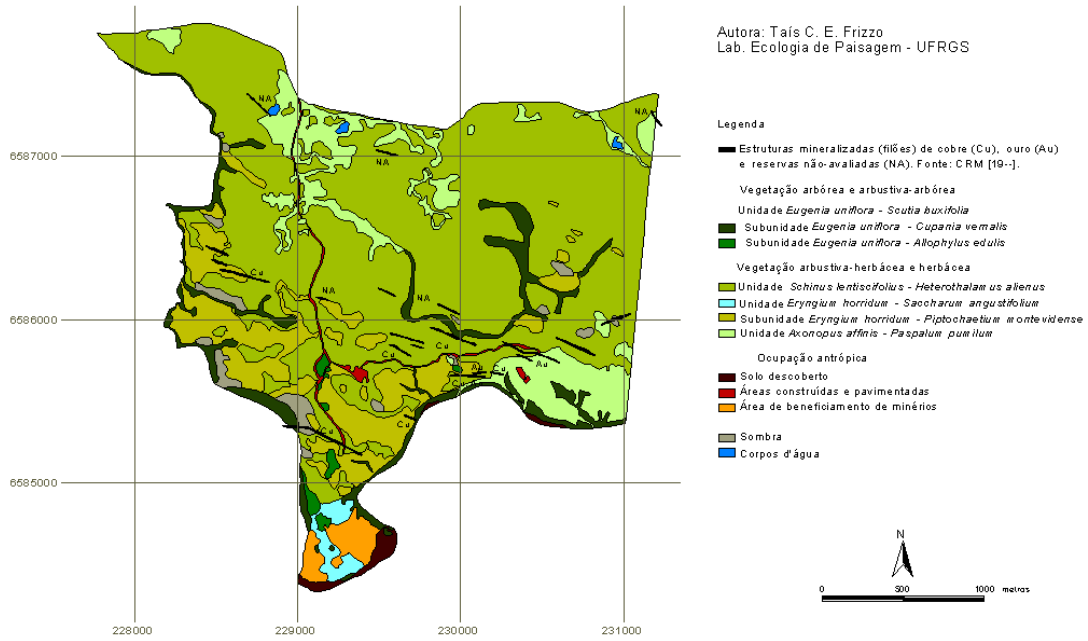 Autora: Taís C. E. Frizzo
Lab. Ecologia de Paisagem - UFRGS
Legenda
Estruturas mineralizadas (filões) de cobre (Cu), ouro (Au)
e reservas não-avaliadas (NA). Fonte: CRM [19--].
Vegetação arbórea e arbustiva-arbórea
Unidade Eugenia uniflora - Scutia buxifolia
Subunidade Eugenia uniflora - Cupania vernalis
Subunidade Eugenia uniflora - Allophylus edulis
Vegetação arbustiva-herbácea e herbácea
Unidade Schinus lentiscifolius - Heterothalamus alienus
Unidade Eryngium horridum - Saccharum angustifolium
Subunidade Eryngium horridum - Piptochaetium montevidense
Unidade Axonopus affinis - Paspalum pumilum
Ocupação antrópica
Solo descoberto
Áreas construídas e pavimentadas
Área de beneficiamento de minérios
Sombra
Corpos d'água
N
0 500 1000 metros
6587000
6586000
6585000
228000 229000 230000 231000
NA
NA
NA
Cu
NA
NA
Cu
Cu
Au
Cu
Au
Cu
Cu
Cu